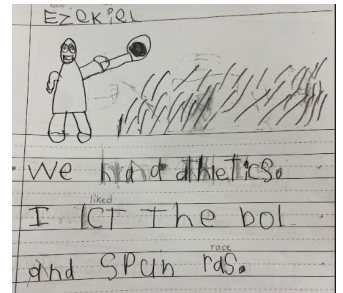 EzekiEL
We had athletics.
liked
I lCT the bol
race
and SPUn ras.